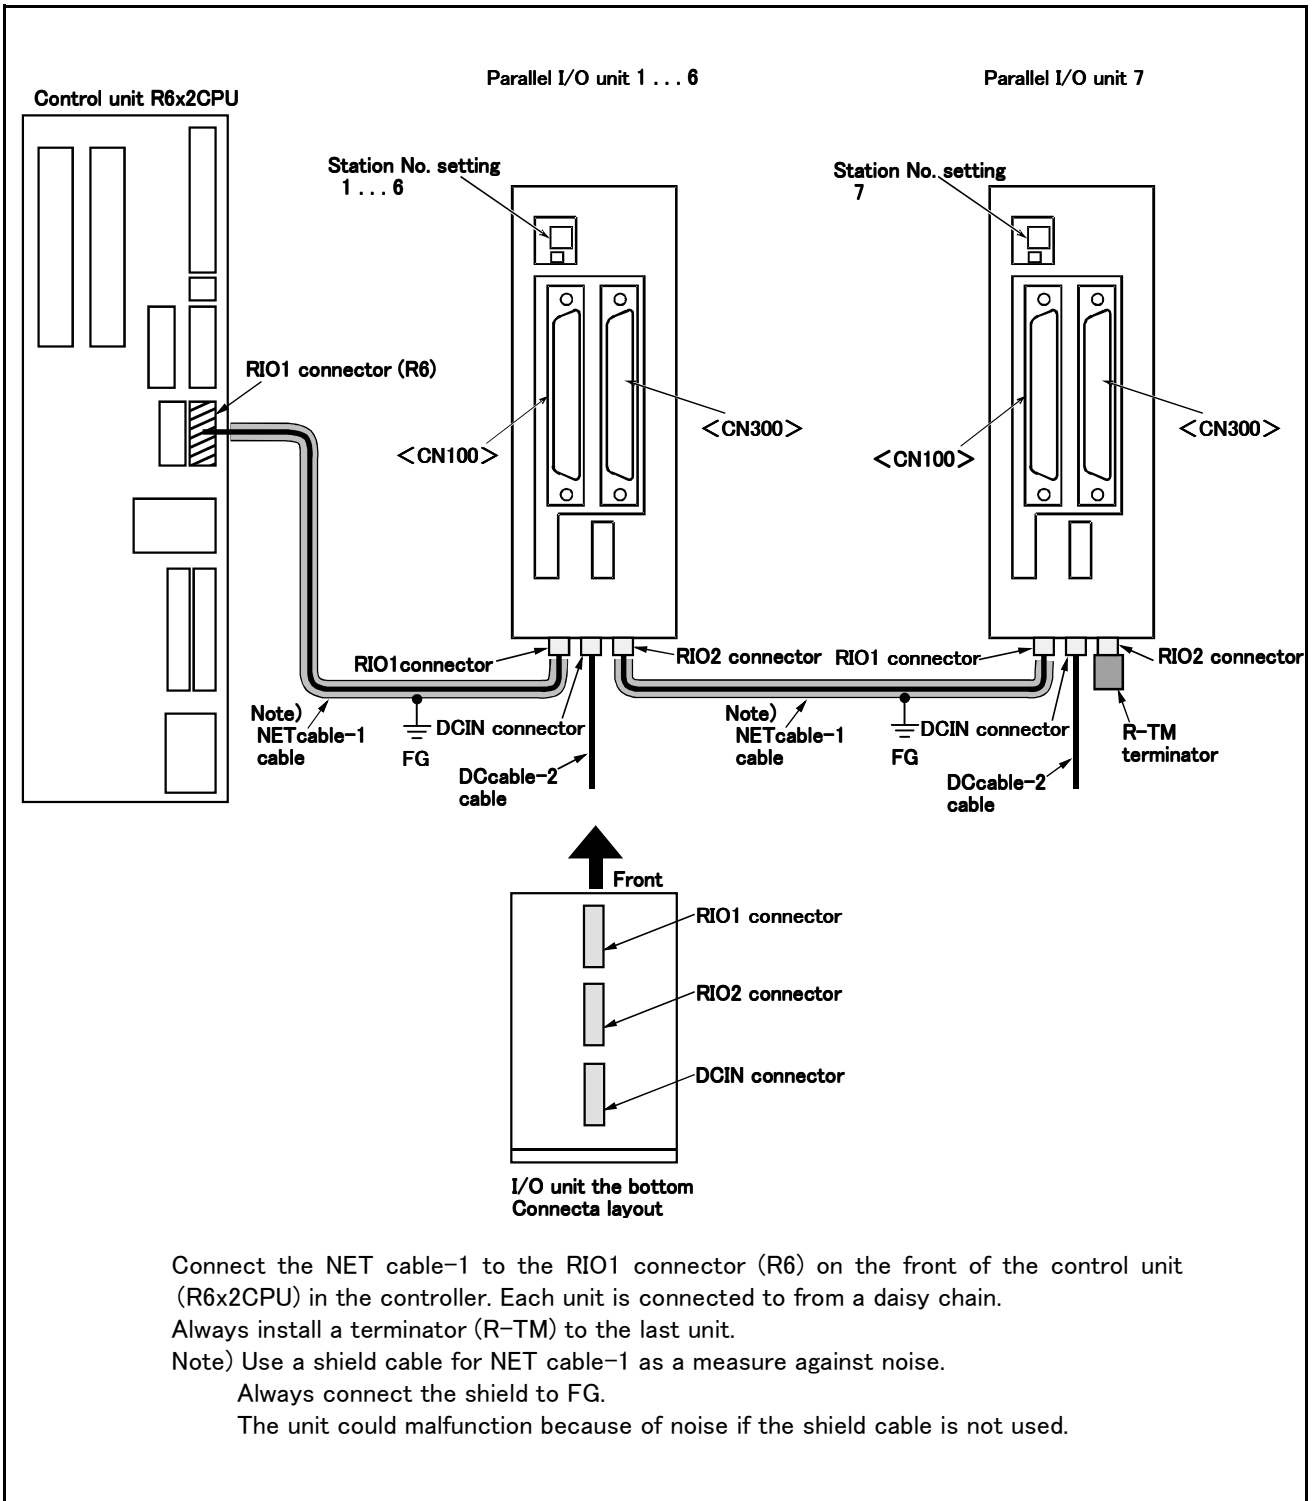 Parallel I/O unit 1 . . . 6
Parallel I/O unit 7
Control unit R6x2CPU
Station No. setting
1 . . . 6
Station No. setting
7
RIO1 connector (R6)
<CN300>
<CN100>
<CN300>
<CN100>
RIO1connector
RIO2 connector
RIO1 connector
RIO2 connector
Note)
NETcable-1
cable
FG
DCIN connector
DCcable-2
cable
Note)
NETcable-1
cable
FG
DCIN connector
DCcable-2
cable
R-TM
terminator
Front
RIO1 connector
RIO2 connector
DCIN connector
I/O unit the bottom
Connecta layout
Connect the NET cable-1 to the RIO1 connector (R6) on the front of the control unit
(R6x2CPU) in the controller. Each unit is connected to from a daisy chain.
Always install a terminator (R-TM) to the last unit.
Note) Use a shield cable for NET cable-1 as a measure against noise.
Always connect the shield to FG.
The unit could malfunction because of noise if the shield cable is not used.